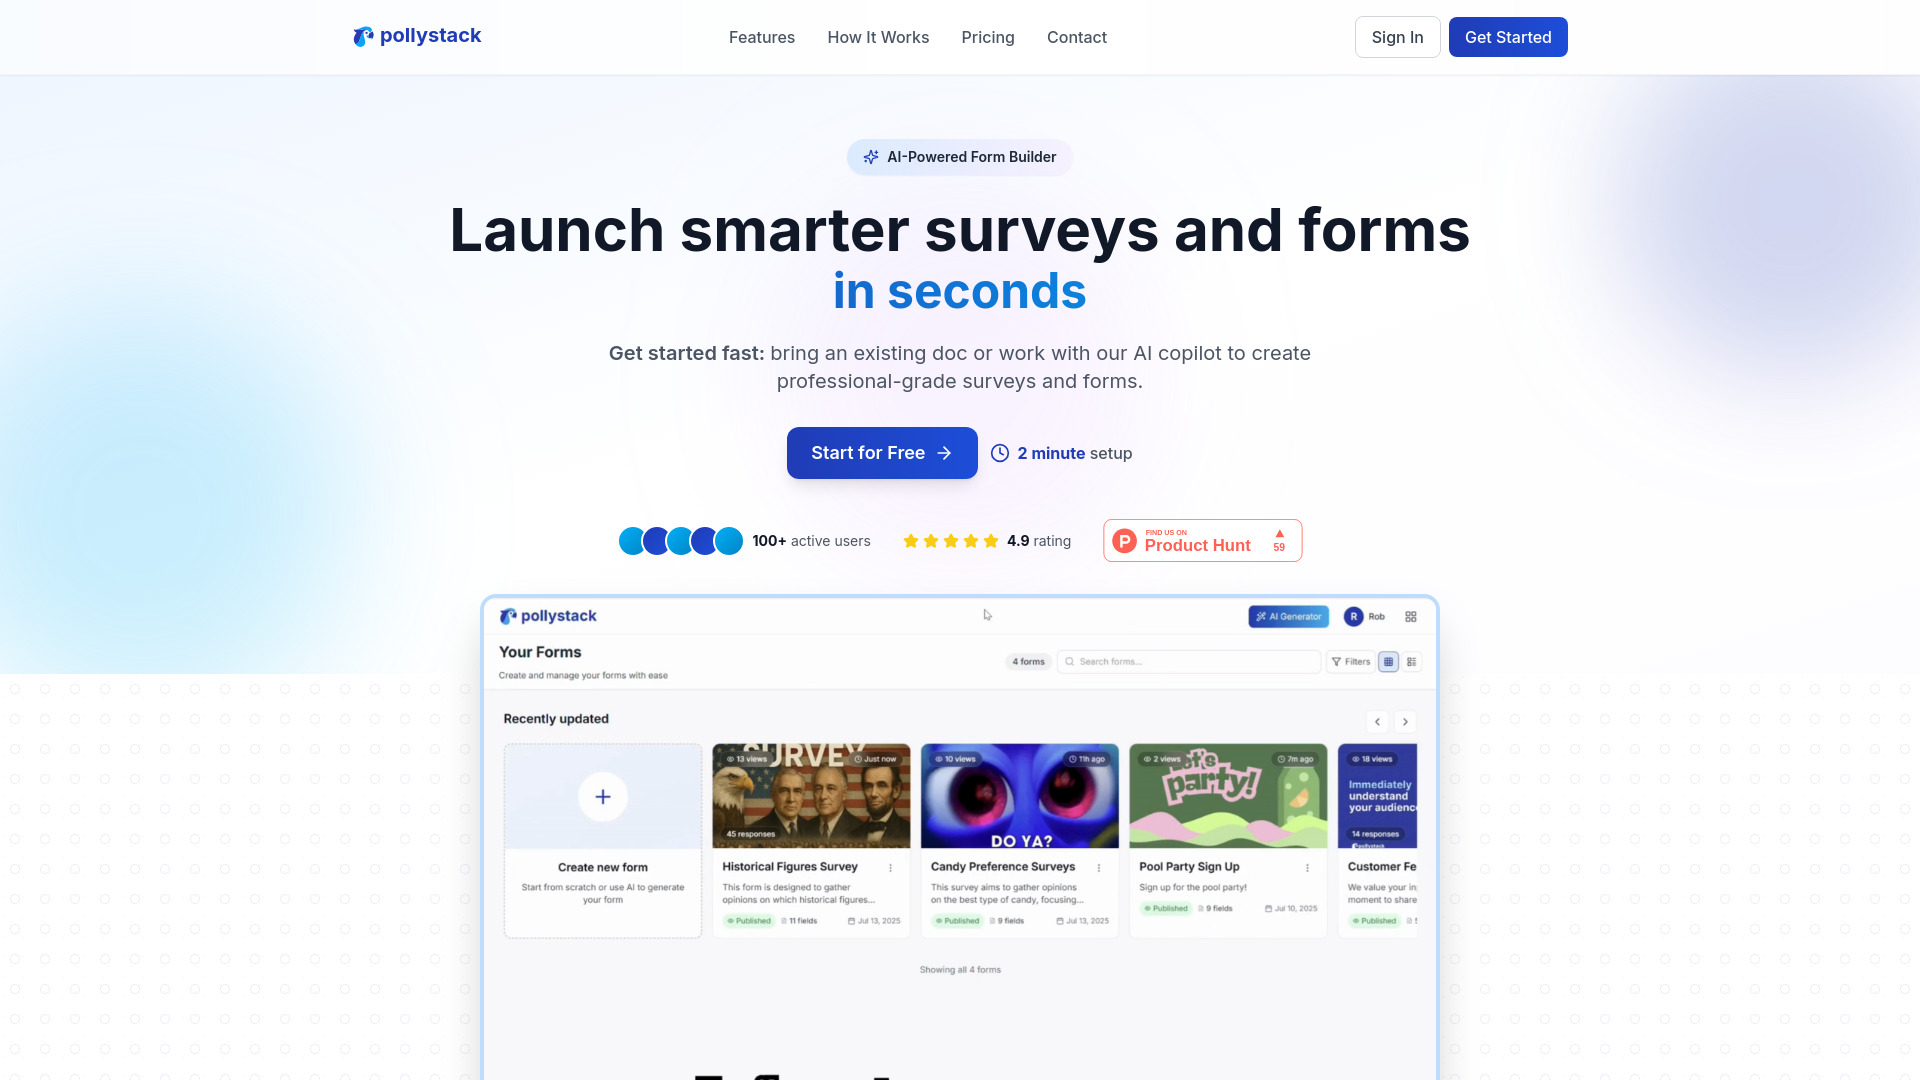 pollystack
Features
How It Works
Pricing
Contact
Sign In
Get Started
AI-Powered Form Builder
Launch smarter surveys and forms
in seconds
Get started fast: bring an existing doc or work with our AI copilot to create
professional-grade surveys and forms.
Start for Free
2 minute setup
100+ active users
4.9 rating
P
FIND US ON
Product Hunt
59
pollystack
AI Generator
R
Rob
Your Forms
Create and manage your forms with ease
4 forms
Search forms...
Filters
Recently updated
Create new form
Start from scratch or use AI to generate
your form
SURVEY
13 views
Just now
45 responses
Historical Figures Survey
This form is designed to gather
opinions on which historical figures...
Published
11 fields
Jul 13, 2025
10 views
11h ago
DO YA?
Candy Preference Surveys
This survey aims to gather opinions
on the best type of candy, focusing...
Published
9 fields
Jul 13, 2025
2 views
7m ago
let's
party!
Pool Party Sign Up
Sign up for the pool party!
Published
9 fields
Jul 10, 2025
18 views
Immediately
understand
your audience
14 responses
pollystack
Customer Fe
We value your in
moment to share
Published
Showing all 4 forms